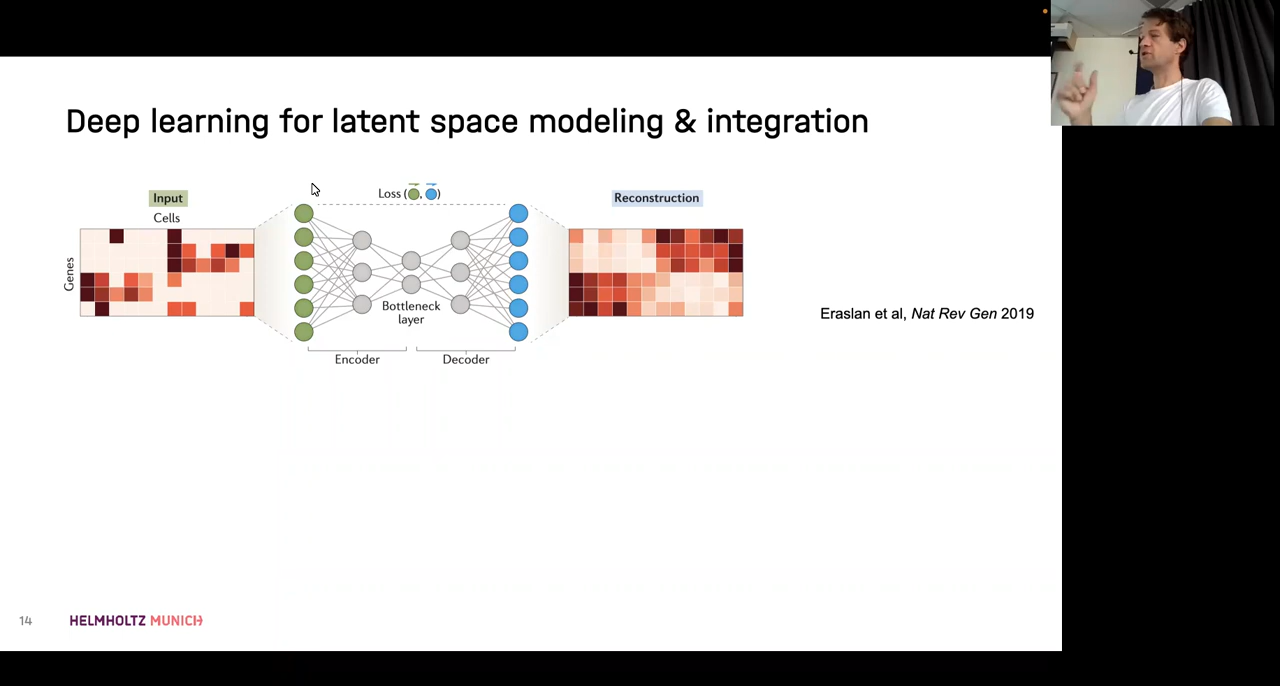 Deep learning for latent space modeling & integration
Input
Cells
Genes
Loss ( , )
Bottleneck
layer
Encoder
Decoder
Reconstruction
Eraslan et al, Nat Rev Gen 2019
14
HELMHOLTZ MUNICH